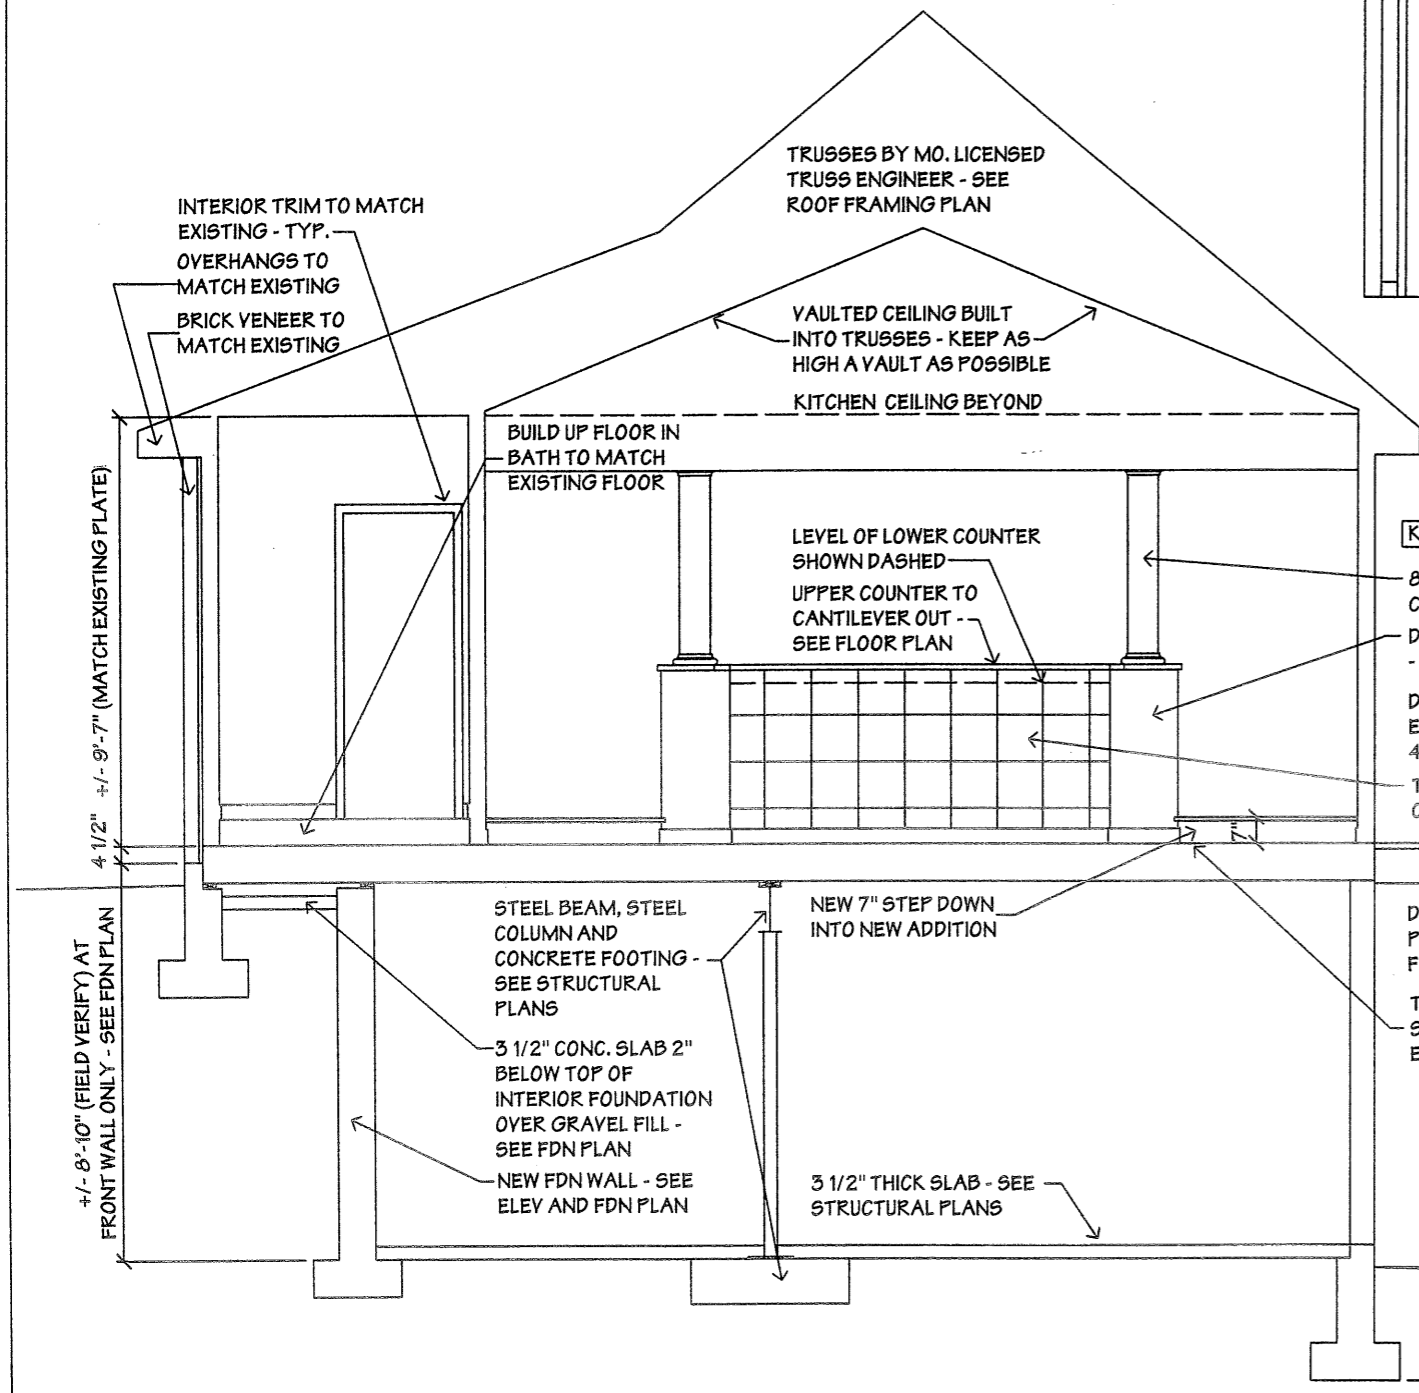 TRUSSES BY MO. LICENSED
TRUSS ENGINEER - SEE
ROOF FRAMING PLAN
INTERIOR TRIM TO MATCH
EXISTING - TYP.
OVERHANGS TO
MATCH EXISTING
BRICK VENEER TO
MATCH EXISTING
VAULTED CEILING BUILT
INTO TRUSSES - KEEP AS
HIGH A VAULT AS POSSIBLE
KITCHEN CEILING BEYOND
BUILD UP FLOOR IN
BATH TO MATCH
EXISTING FLOOR
LEVEL OF LOWER COUNTER
SHOWN DASHED
UPPER COUNTER TO
CANTILEVER OUT -
SEE FLOOR PLAN
+/- 9'-7" (MATCH EXISTING PLATE)
4 1/2"
7"
K
8
C
D
-
D
E
4
T
C
NEW 7" STEP DOWN
INTO NEW ADDITION
STEEL BEAM, STEEL
COLUMN AND
CONCRETE FOOTING -
SEE STRUCTURAL
PLANS
3 1/2" CONC. SLAB 2"
BELOW TOP OF
INTERIOR FOUNDATION
OVER GRAVEL FILL -
SEE FDN PLAN
NEW FDN WALL - SEE
ELEV AND FDN PLAN
3 1/2" THICK SLAB - SEE
STRUCTURAL PLANS
+/- 8'-10" (FIELD VERIFY) AT
FRONT WALL ONLY - SEE FDN PLAN
D
P
F
T
S
E